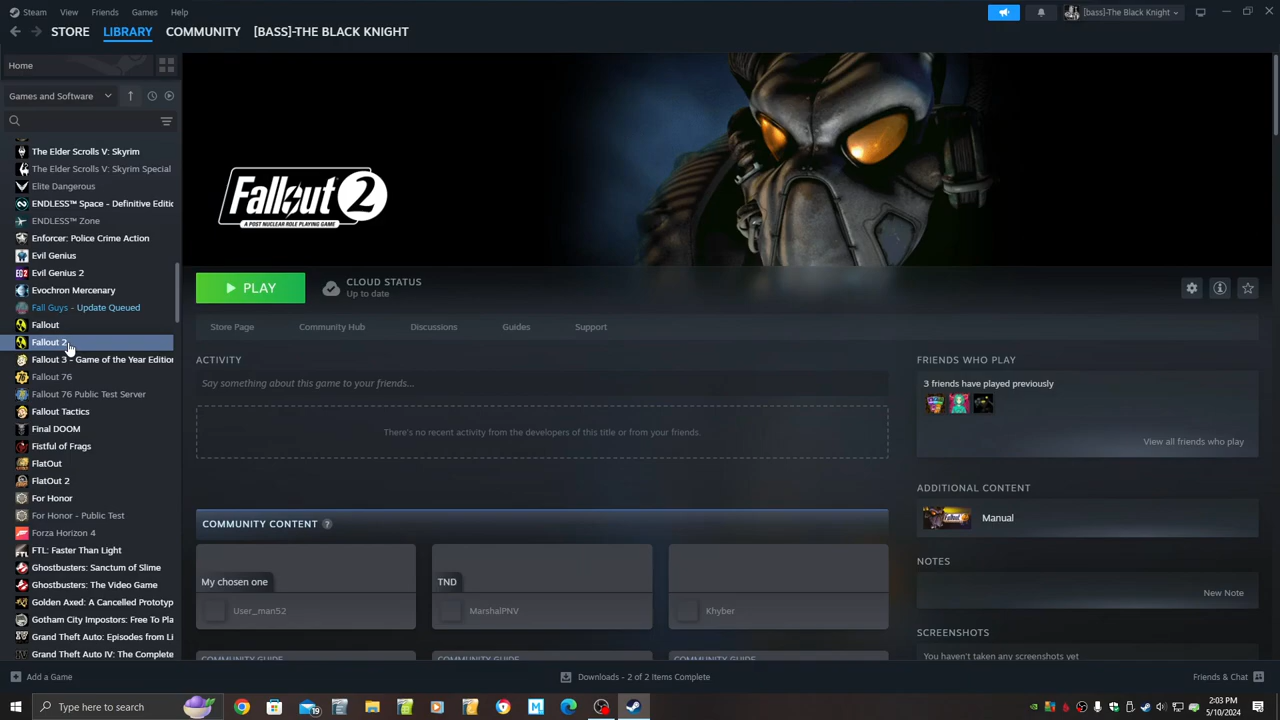 Steam View Friends Games Help
[bass]-The Black Knight
STORE LIBRARY COMMUNITY [BASS]-THE BLACK KNIGHT
Home
Games and Software
The Elder Scrolls V: Skyrim
The Elder Scrolls V: Skyrim Special
Elite Dangerous
ENDLESS™ Space - Definitive Editic
ENDLESS™ Zone
Enforcer: Police Crime Action
Evil Genius
Evil Genius 2
Evochron Mercenary
Fall Guys - Update Queued
Fallout
Fallout 2
Fallout 3 - Game of the Year Edition
Fallout 76
Fallout 76 Public Test Server
Fallout Tactics
Final DOOM
Fistful of Frags
FlatOut
FlatOut 2
For Honor
For Honor - Public Test
Forza Horizon 4
FTL: Faster Than Light
Ghostbusters: Sanctum of Slime
Ghostbusters: The Video Game
Golden Axed: A Cancelled Prototyp
Gotham City Impostors: Free To Pla
Grand Theft Auto: Episodes from Li
Grand Theft Auto IV: The Complete
Fallout 2
A POST NUCLEAR ROLE PLAYING GAME
PLAY
CLOUD STATUS
Up to date
Store Page Community Hub Discussions Guides Support
ACTIVITY
Say something about this game to your friends...
There's no recent activity from the developers of this title or from your friends.
COMMUNITY CONTENT ?
My chosen one
User_man52
TND
MarshalPNV
Khyber
COMMUNITY GUIDE COMMUNITY GUIDE COMMUNITY GUIDE
FRIENDS WHO PLAY
3 friends have played previously
View all friends who play
ADDITIONAL CONTENT
Manual
NOTES
New Note
SCREENSHOTS
You haven't taken any screenshots yet
Add a Game
Downloads - 2 of 2 Items Complete
Friends & Chat
Type here to search
19
2:03 PM
5/10/2024